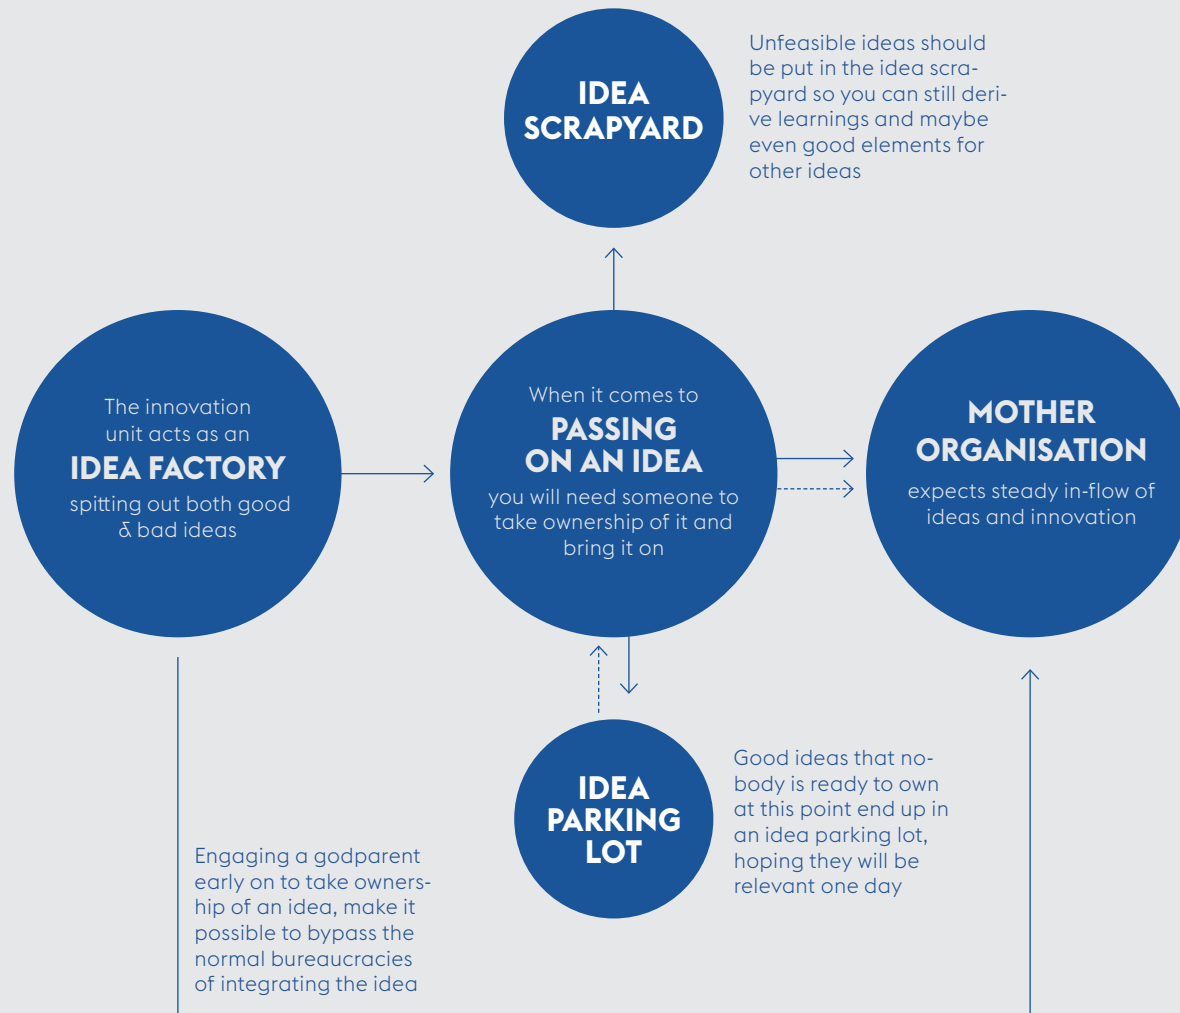 IDEA
SCRAPYARD
Unfeasible ideas should
be put in the idea scra-
pyard so you can still deri-
ve learnings and maybe
even good elements for
other ideas
The innovation
unit acts as an
IDEA FACTORY
spitting out both good
& bad ideas
When it comes to
PASSING
ON AN IDEA
you will need someone to
take ownership of it and
bring it on
MOTHER
ORGANISATION
expects steady in-flow of
ideas and innovation
IDEA
PARKING
LOT
Good ideas that no-
body is ready to own
at this point end up in
an idea parking lot,
hoping they will be
relevant one day
Engaging a godparent
early on to take owners-
hip of an idea, make it
possible to bypass the
normal bureaucracies
of integrating the idea